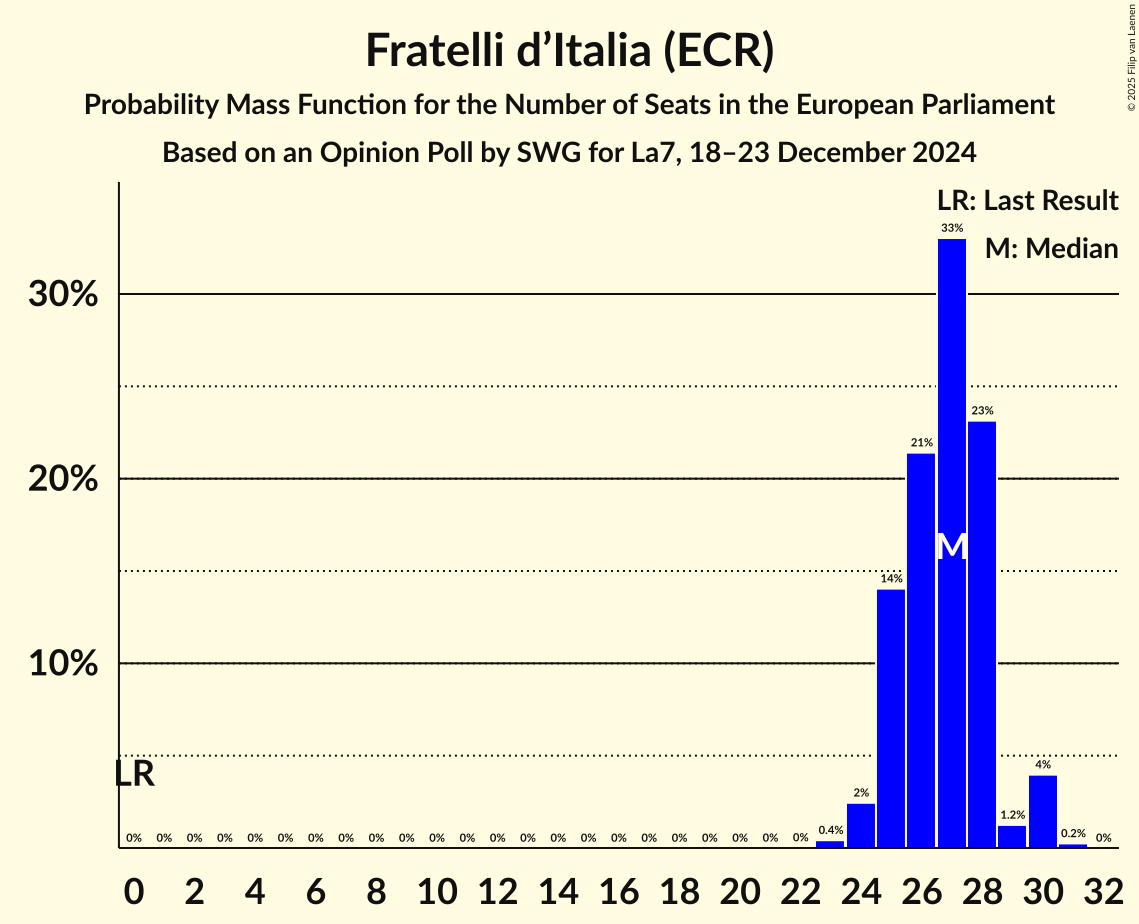 Fratelli d’Italia (ECR)
Probability Mass Function for the Number of Seats in the European Parliament
Based on an Opinion Poll by SWG for La7, 18–23 December 2024
© 2025 Filip van Laenen
LR: Last Result
M: Median
30%
20%
10%
33%
23%
21%
M
14%
LR
4%
2%
1.2%
0.4%
0.2%
0% 0% 0% 0% 0% 0% 0% 0% 0% 0% 0% 0% 0% 0% 0% 0% 0% 0% 0% 0% 0% 0% 0% 0%
0 2 4 6 8 10 12 14 16 18 20 22 24 26 28 30 32